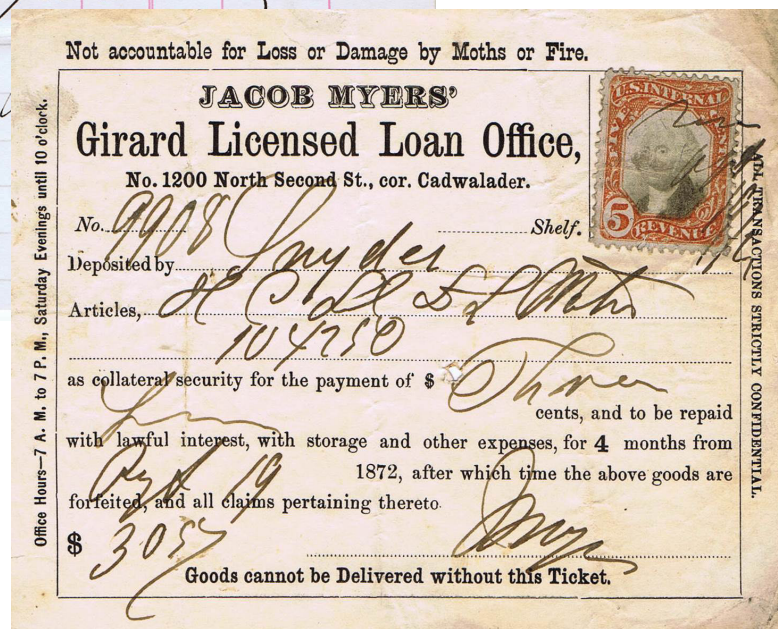 Not accountable for Loss or Damage by Moths or Fire.
JACOB MYERS'
Girard Licensed Loan Office,
No. 1200 North Second St., cor. Cadwalader.
No. 9908 Shelf.
Deposited by Snyder
Articles,
104250
as collateral security for the payment of $ Three
cents, and to be repaid
with lawful interest, with storage and other expenses, for 4 months from
19 1872, after which time the above goods are
forfeited, and all claims pertaining thereto.
$
Goods cannot be Delivered without this Ticket.
Office Hours—7 A. M. to 7 P. M., Saturday Evenings until 10 o'clock.
ALL TRANSACTIONS STRICTLY CONFIDENTIAL.
U.S. INTERNAL
FIVE
5 REVENUE